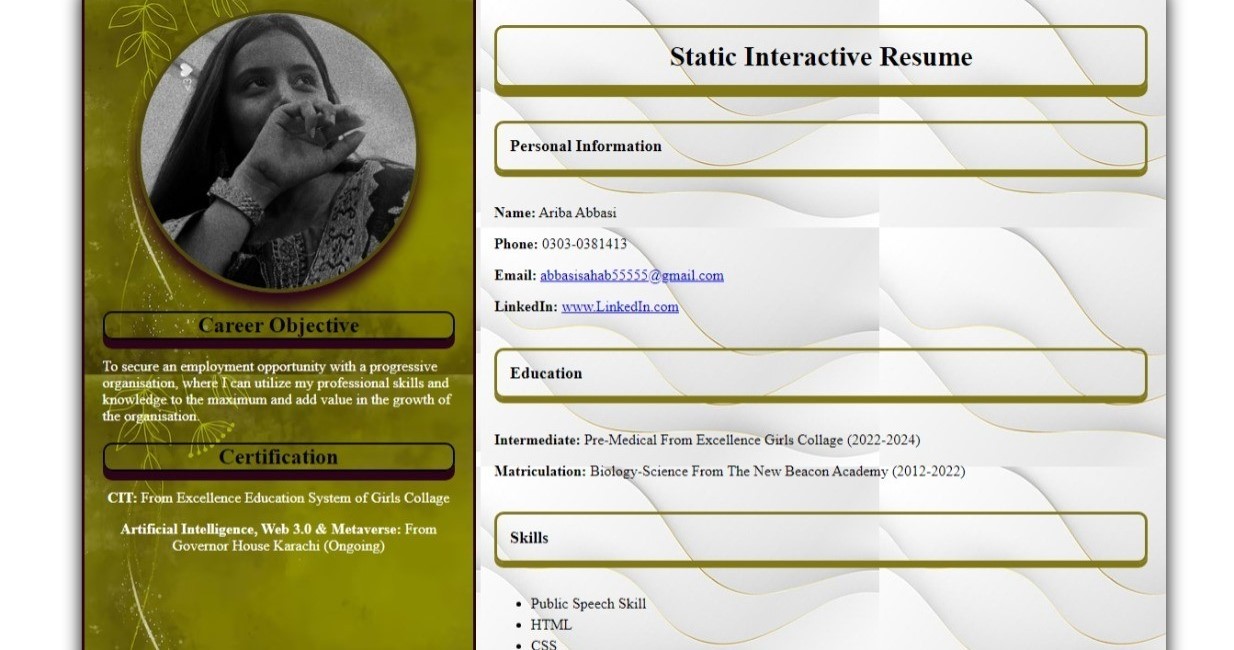 Career Objective
To secure an employment opportunity with a progressive
organisation, where I can utilize my professional skills and
knowledge to the maximum and add value in the growth of
the organisation.
Certification
CIT: From Excellence Education System of Girls Collage
Artificial Intelligence, Web 3.0 & Metaverse: From
Governor House Karachi (Ongoing)
Static Interactive Resume
Personal Information
Name: Ariba Abbasi
Phone: 0303-0381413
Email: abbasisahab55555@gmail.com
LinkedIn: www.LinkedIn.com
Education
Intermediate: Pre-Medical From Excellence Girls Collage (2022-2024)
Matriculation: Biology-Science From The New Beacon Academy (2012-2022)
Skills
• Public Speech Skill
• HTML
• CSS